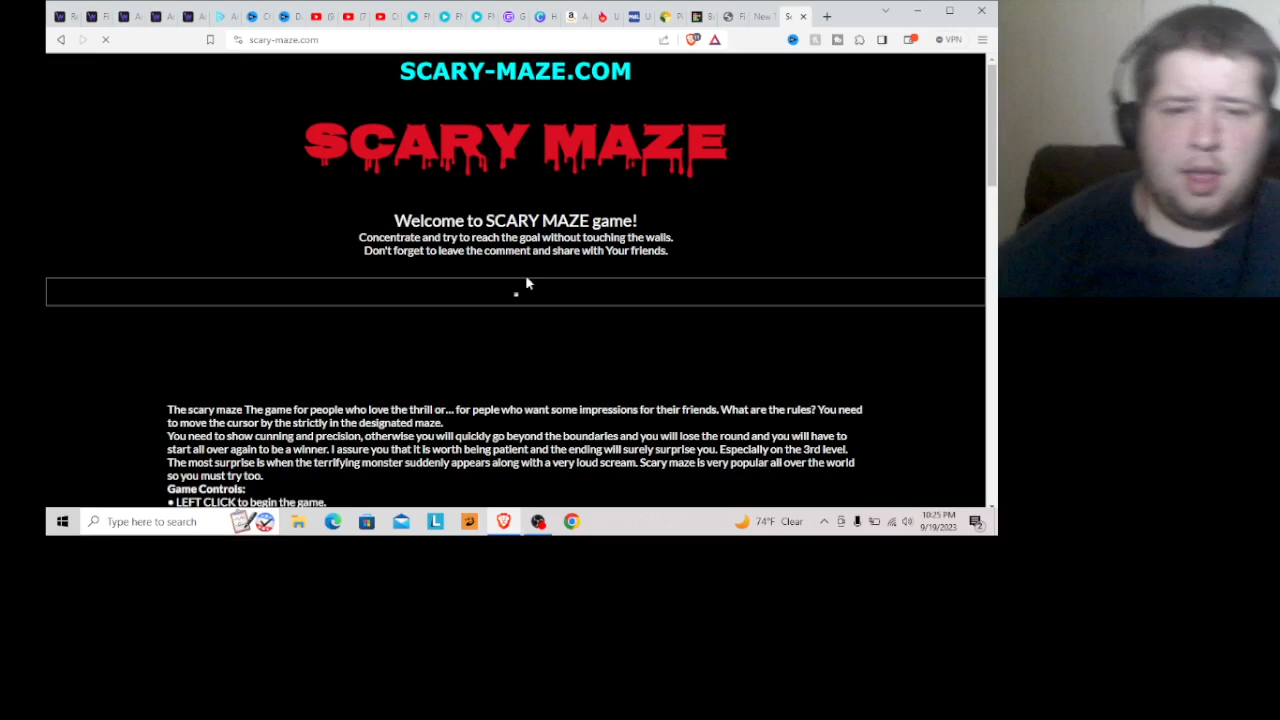 scary-maze.com
VPN
SCARY-MAZE.COM
SCARY MAZE
Welcome to SCARY MAZE game!
Concentrate and try to reach the goal without touching the walls.
Don't forget to leave the comment and share with Your friends.
The scary maze The game for people who love the thrill or... for peple who want some impressions for their friends. What are the rules? You need
to move the cursor by the strictly in the designated maze.
You need to show cunning and precision, otherwise you will quickly go beyond the boundaries and you will lose the round and you will have to
start all over again to be a winner. I assure you that it is worth being patient and the ending will surely surprise you. Especially on the 3rd level.
The most surprise is when the terrifying monster suddenly appears along with a very loud scream. Scary maze is very popular all over the world
so you must try too.
Game Controls:
• LEFT CLICK to begin the game.
Type here to search
74°F Clear
10:25 PM
9/19/2023